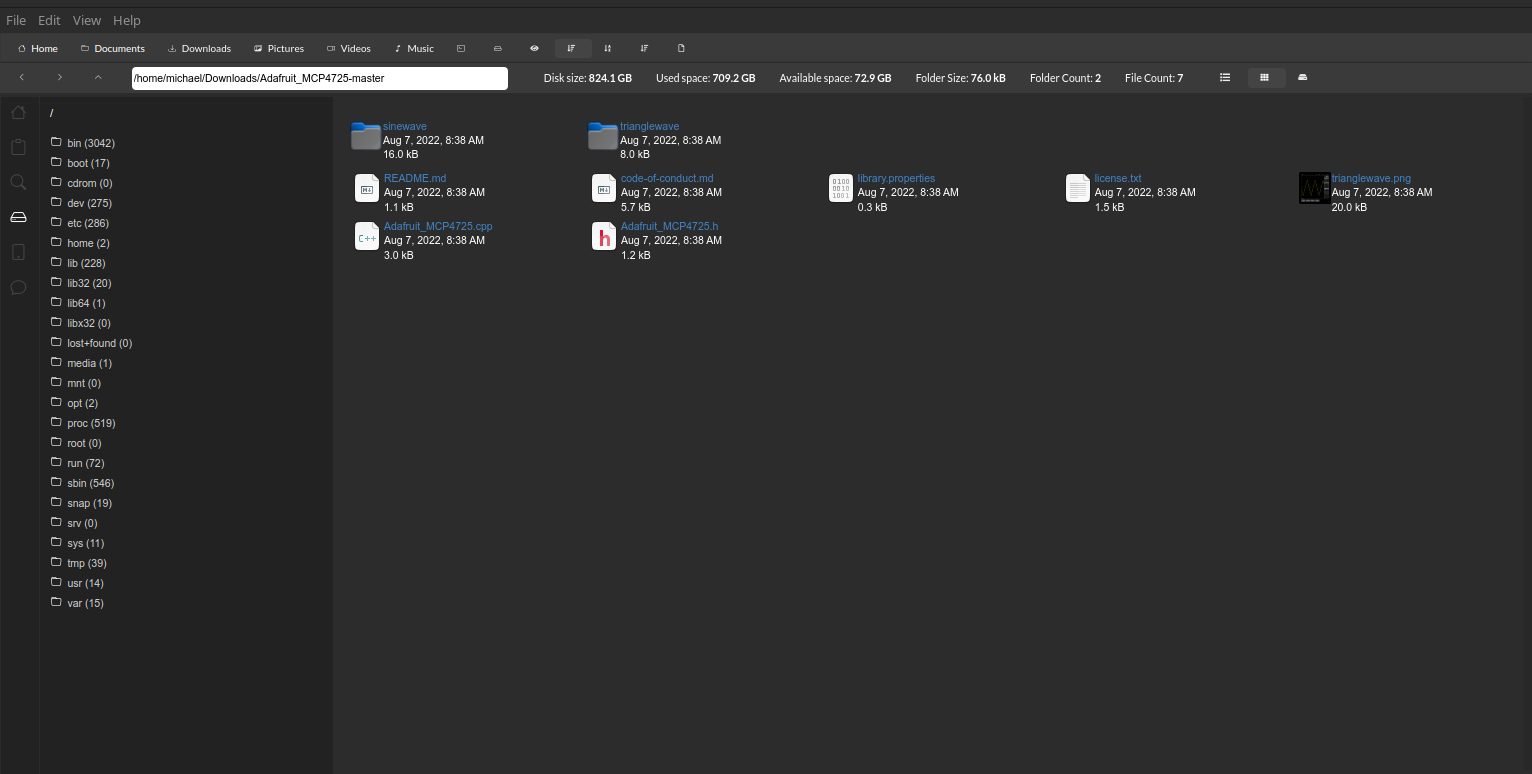 File Edit View Help
Home Documents Downloads Pictures Videos Music
/home/michael/Downloads/Adafruit_MCP4725-master Disk size: 824.1 GB Used space: 709.2 GB Available space: 72.9 GB Folder Size: 76.0 kB Folder Count: 2 File Count: 7
/
bin (3042)
boot (17)
cdrom (0)
dev (275)
etc (286)
home (2)
lib (228)
lib32 (20)
lib64 (1)
libx32 (0)
lost+found (0)
media (1)
mnt (0)
opt (2)
proc (519)
root (0)
run (72)
sbin (546)
snap (19)
srv (0)
sys (11)
tmp (39)
usr (14)
var (15)
sinewave
Aug 7, 2022, 8:38 AM
16.0 kB
trianglewave
Aug 7, 2022, 8:38 AM
8.0 kB
README.md
Aug 7, 2022, 8:38 AM
1.1 kB
code-of-conduct.md
Aug 7, 2022, 8:38 AM
5.7 kB
0100
0010
1001
library.properties
Aug 7, 2022, 8:38 AM
0.3 kB
license.txt
Aug 7, 2022, 8:38 AM
1.5 kB
trianglewave.png
Aug 7, 2022, 8:38 AM
20.0 kB
C++
Adafruit_MCP4725.cpp
Aug 7, 2022, 8:38 AM
3.0 kB
h
Adafruit_MCP4725.h
Aug 7, 2022, 8:38 AM
1.2 kB